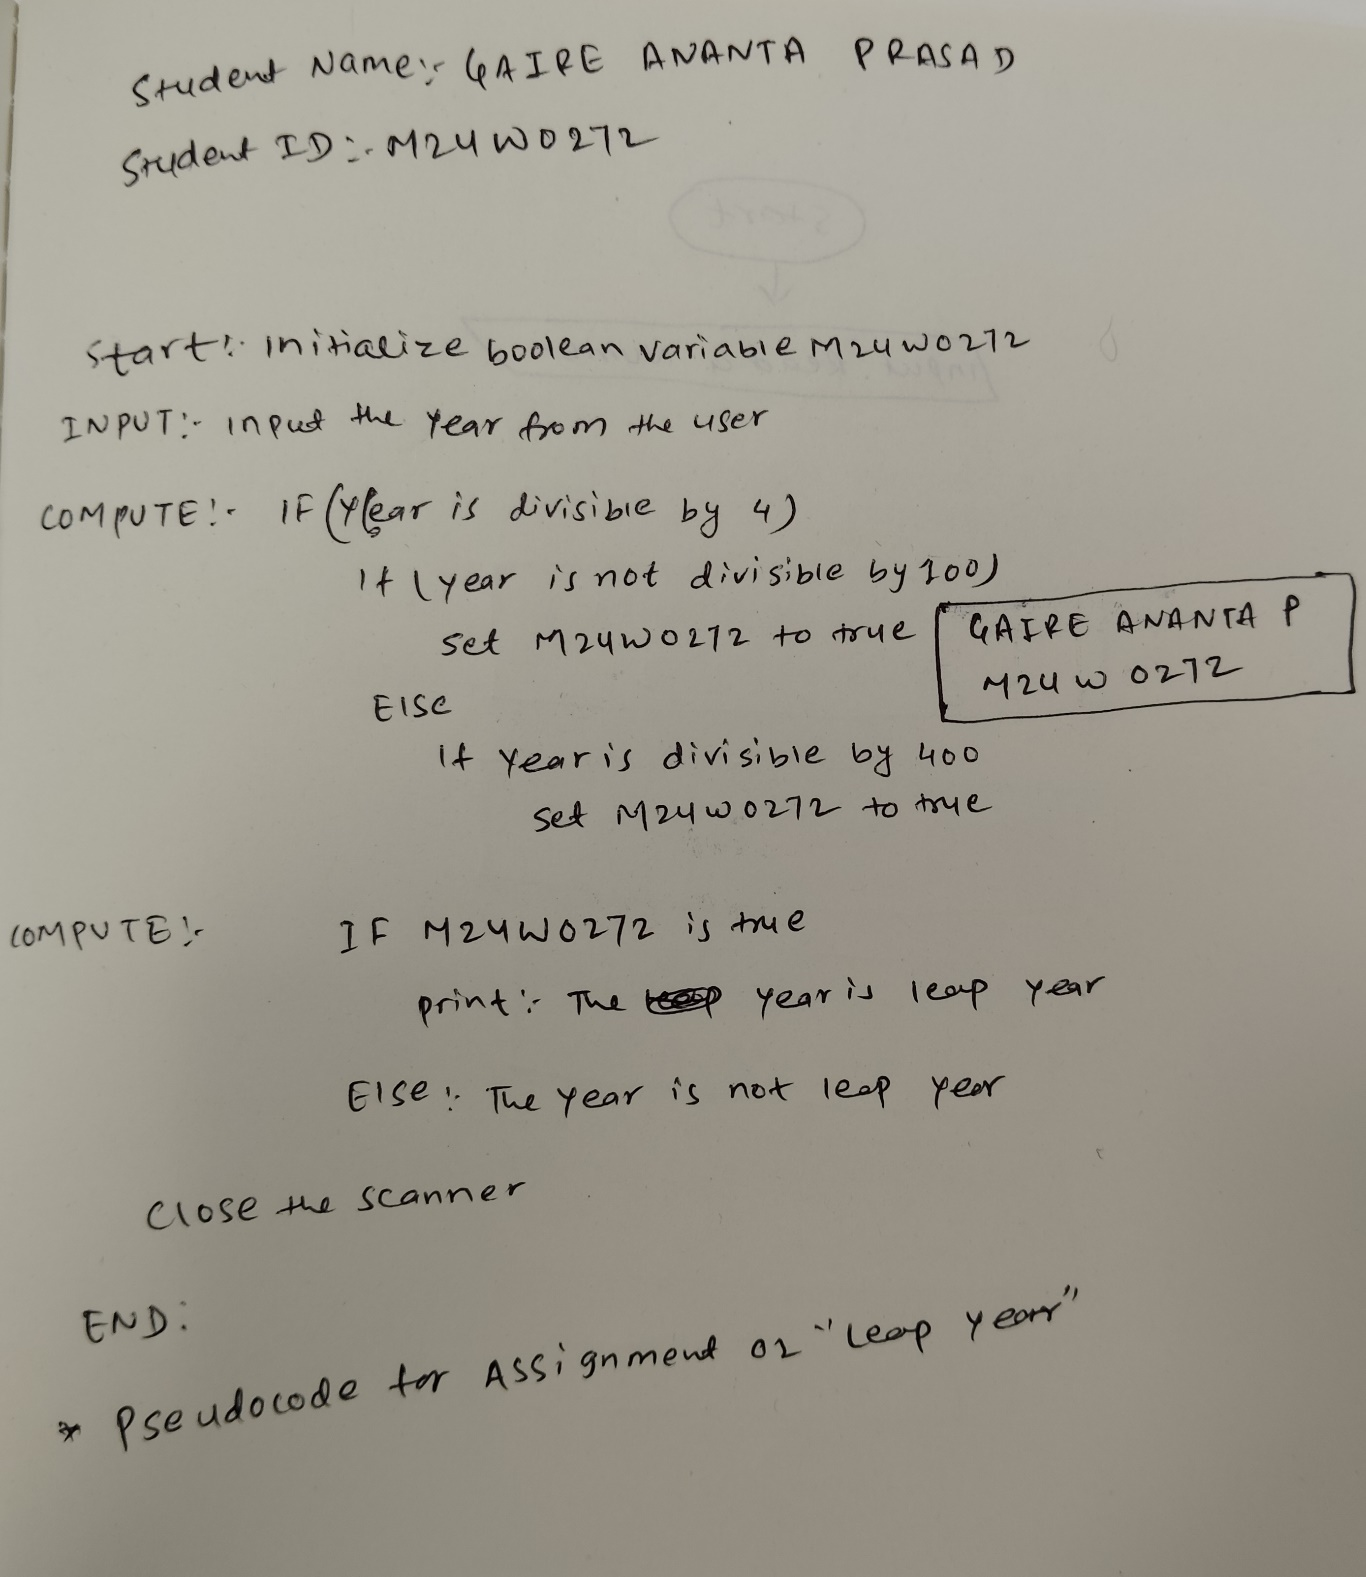 Student Name:- GAIRE ANANTA PRASAD
Student ID:- M24W0272
Start:- initialize boolean variable M24W0272
INPUT:- input the Year from the user
COMPUTE:- IF (Year is divisible by 4)
If (year is not divisible by 100)
set M24W0272 to true
GAIRE ANANTA P
M24W0272
Else
If Year is divisible by 400
set M24W0272 to true
COMPUTE:- IF M24W0272 is true
print:- The year is leap year
Else:- The year is not leap year
Close the scanner
END:
* Pseudocode for Assignment 02 "Leap year"